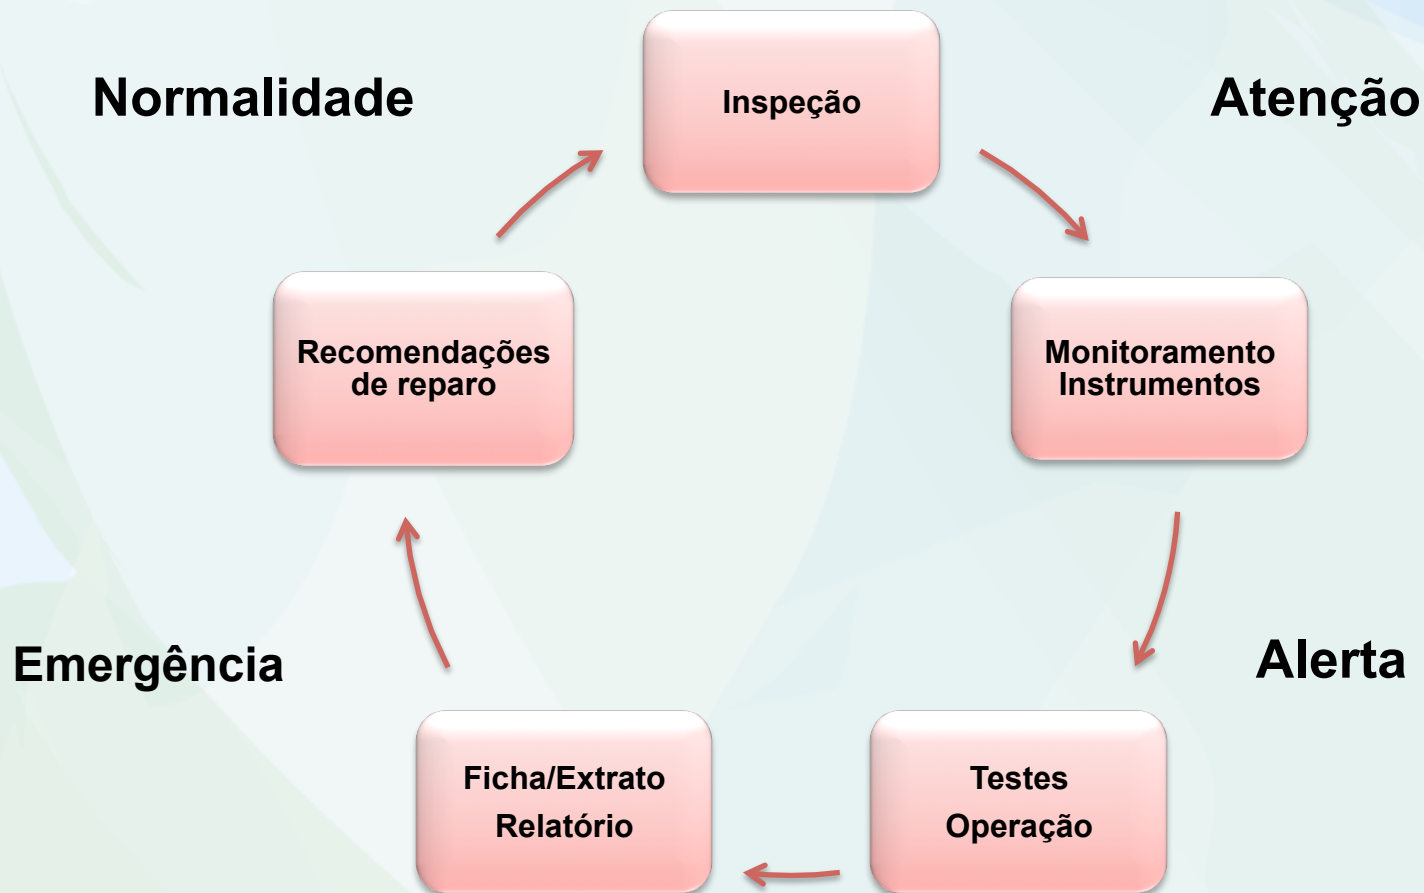 Normalidade
Inspeção
Atenção
Recomendações
de reparo
Monitoramento
Instrumentos
Emergência
Alerta
Ficha/Extrato
Relatório
Testes
Operação